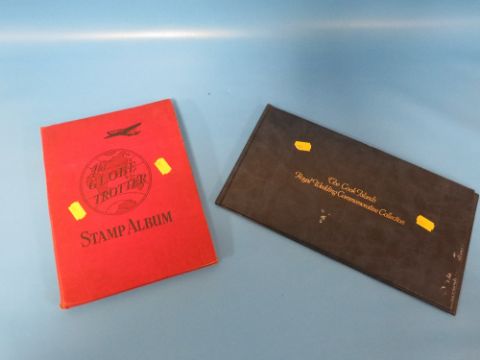 The
GLOBE
TROTTER
STAMP ALBUM
The Cook Islands
Royal Wedding Commemorative Collection